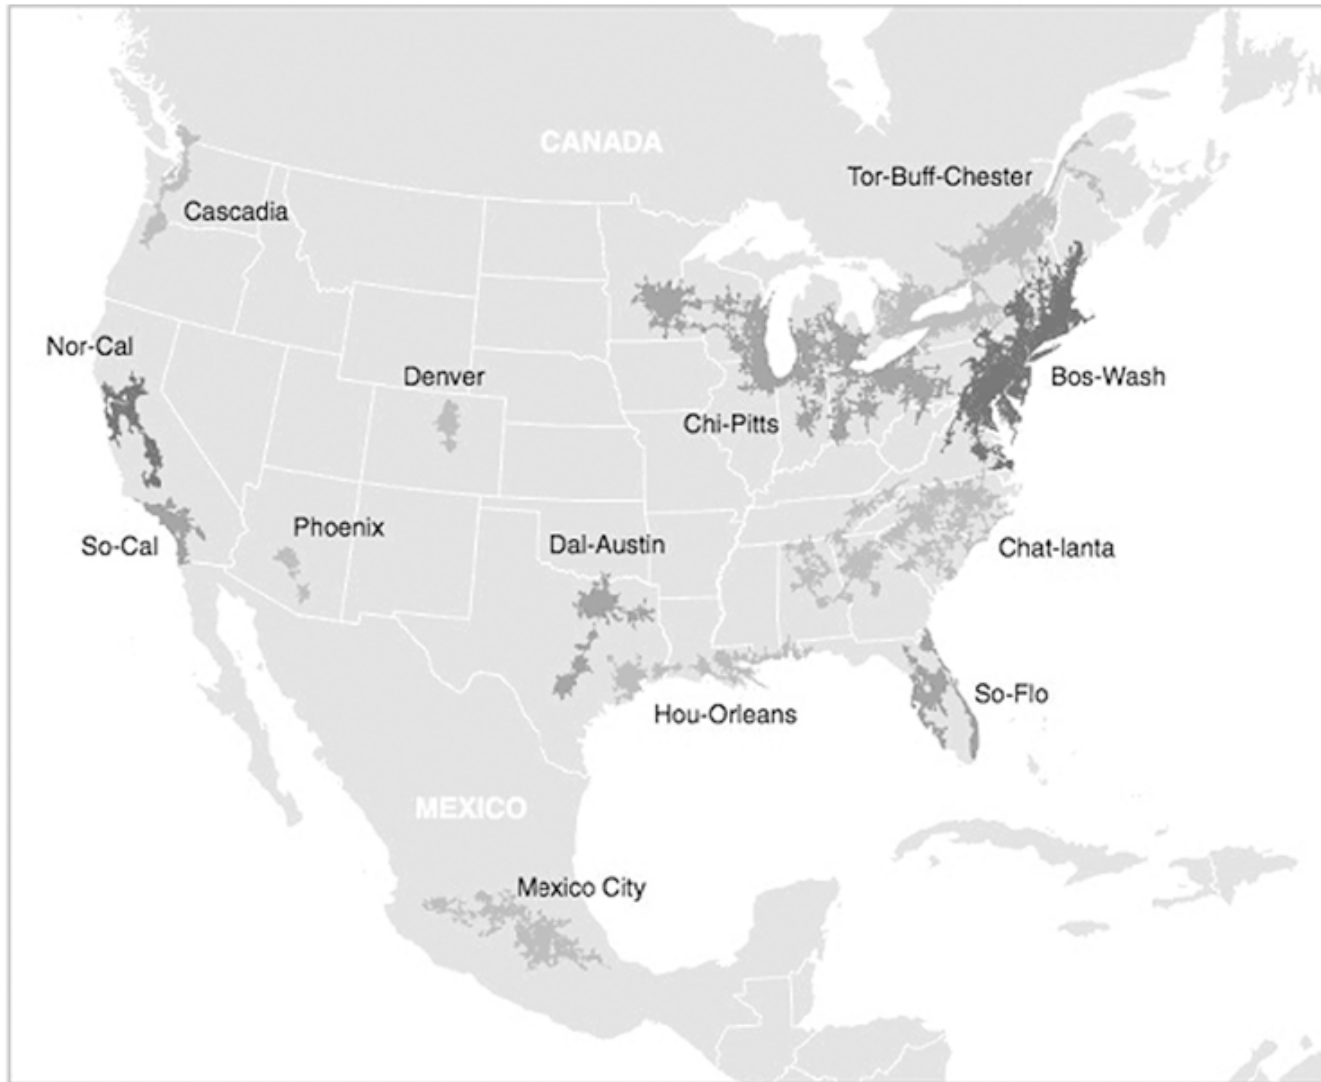 CANADA
Tor-Buff-Chester
Cascadia
Nor-Cal
Denver
Bos-Wash
Chi-Pitts
Phoenix
Dal-Austin
So-Cal
Chat-lanta
So-Flo
Hou-Orleans
MEXICO
Mexico City